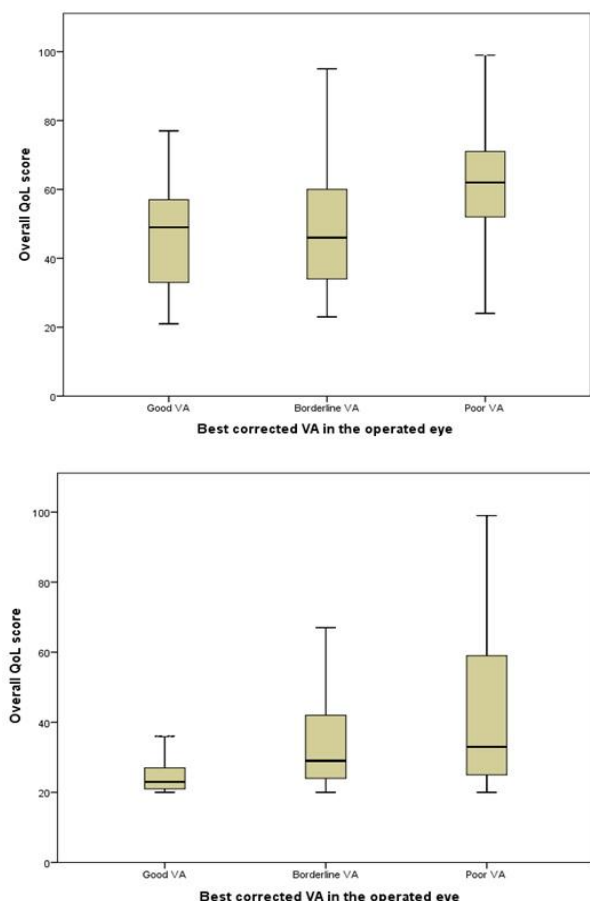 100
80
60
40
20
0
Overall QoL score
Good VA Borderline VA Poor VA
Best corrected VA in the operated eye
100
80
60
40
20
0
Overall QoL score
Good VA Borderline VA Poor VA
Best corrected VA in the operated eye